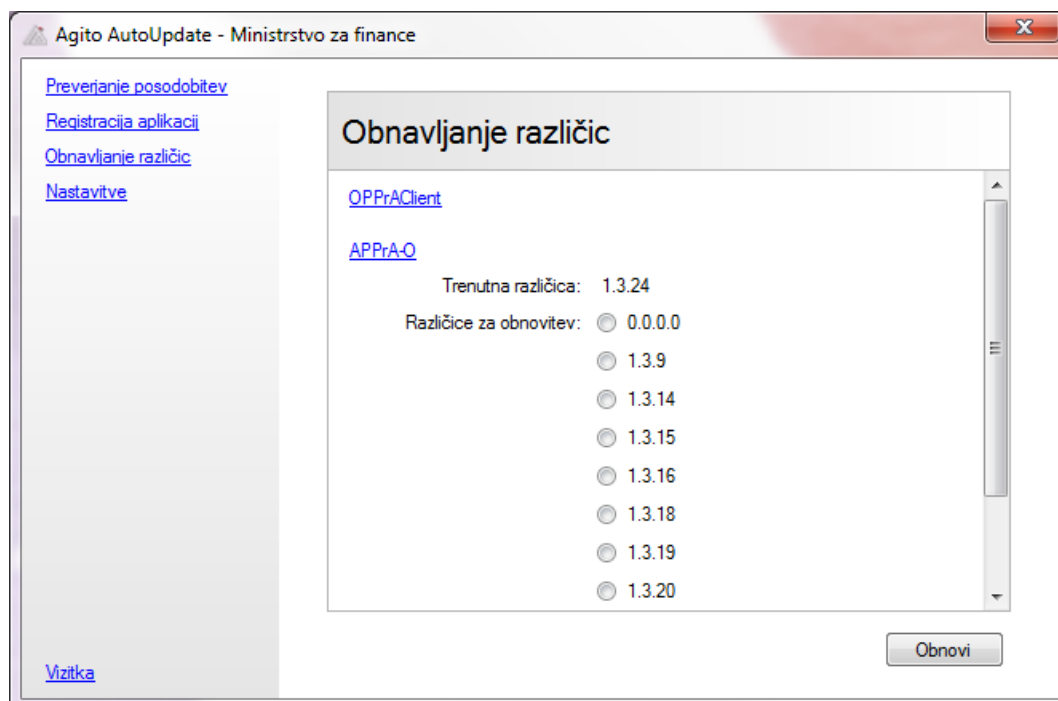 Agito AutoUpdate - Ministrstvo za finance
Preverjanje posodobitev
Registracija aplikacij
Obnavljanje različic
Nastavitve
Vizitka
Obnavljanje različic
OPPrAClient
APPrA-O
Trenutna različica: 1.3.24
Različice za obnovitev: 0.0.0.0
1.3.9
1.3.14
1.3.15
1.3.16
1.3.18
1.3.19
1.3.20
Obnovi